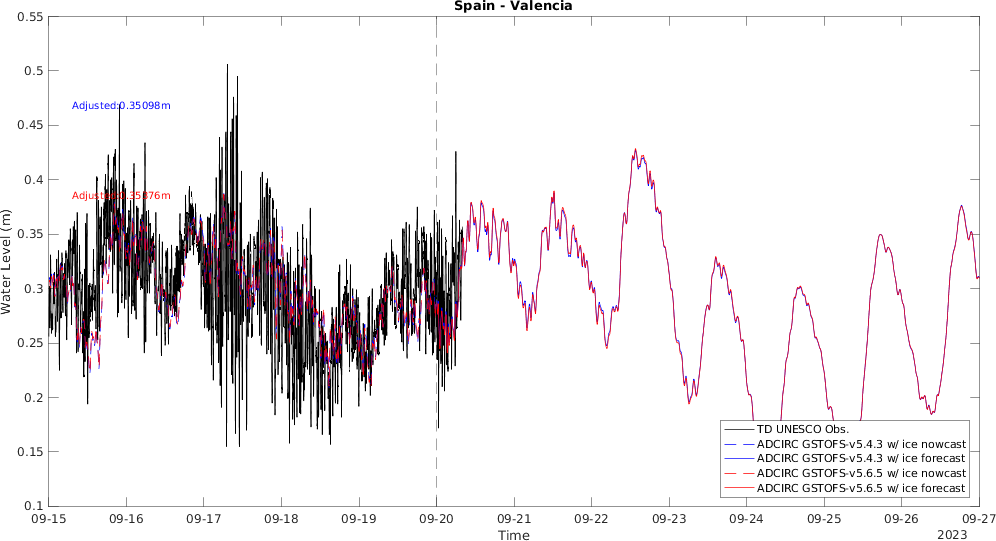 Spain - Valencia
0.55
0.5
0.45
0.4
0.35
0.3
0.25
0.2
0.15
0.1
Water Level (m)
Adjusted:0.35098m
Adjusted:0.35076m
TD UNESCO Obs.
ADCIRC GSTOFS-v5.4.3 w/ ice nowcast
ADCIRC GSTOFS-v5.4.3 w/ ice forecast
ADCIRC GSTOFS-v5.6.5 w/ ice nowcast
ADCIRC GSTOFS-v5.6.5 w/ ice forecast
09-15 09-16 09-17 09-18 09-19 09-20 09-21 09-22 09-23 09-24 09-25 09-26 09-27
Time
2023